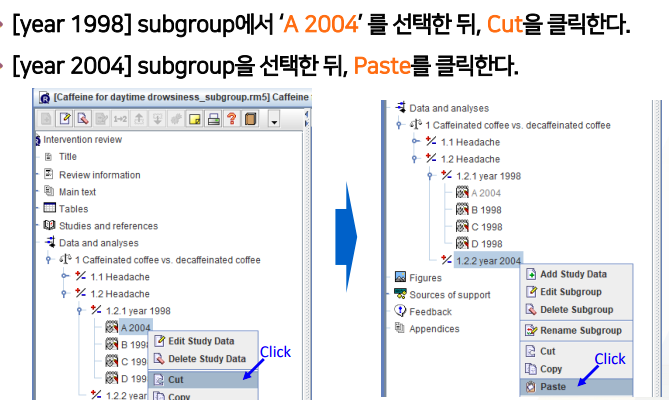 • [year 1998] subgroup에서 ‘A 2004’ 를 선택한 뒤, Cut을 클릭한다.
• [year 2004] subgroup을 선택한 뒤, Paste를 클릭한다.
[Caffeine for daytime drowsiness_subgroup.rm5] Caffeine
Intervention review
Title
Review information
Main text
Tables
Studies and references
Data and analyses
1 Caffeinated coffee vs. decaffeinated coffee
1.1 Headache
1.2 Headache
1.2.1 year 1998
A 2004
B 199
C 199
D 199
1.2.2 year
Edit Study Data
Delete Study Data
Cut
Copy
Click
Data and analyses
1 Caffeinated coffee vs. decaffeinated coffee
1.1 Headache
1.2 Headache
1.2.1 year 1998
A 2004
B 1998
C 1998
D 1998
1.2.2 year 2004
Figures
Sources of support
Feedback
Appendices
Add Study Data
Edit Subgroup
Delete Subgroup
Rename Subgroup
Cut
Copy
Paste
Click